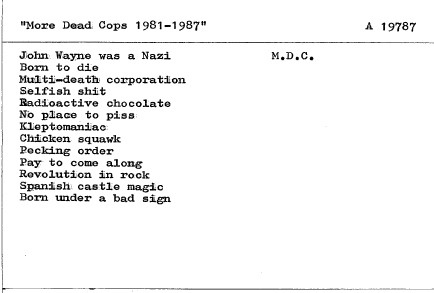 "More Dead Cops 1981-1987" A 19787
John Wayne was a Nazi M.D.C.
Born to die
Multi-death corporation
Selfish shit
Radioactive chocolate
No place to piss
Kleptomaniac
Chicken squawk
Pecking order
Pay to come along
Revolution in rock
Spanish castle magic
Born under a bad sign